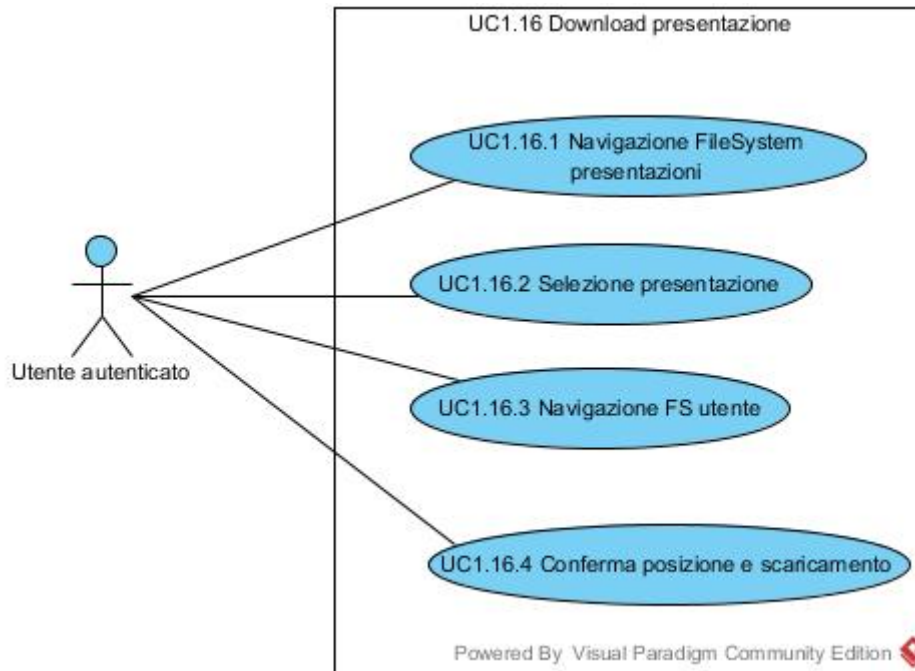 UC1.16 Download presentazione
UC1.16.1 Navigazione FileSystem
presentazioni
UC1.16.2 Selezione presentazione
Utente autenticato
UC1.16.3 Navigazione FS utente
UC1.16.4 Conferma posizione e scaricamento
Powered By Visual Paradigm Community Edition